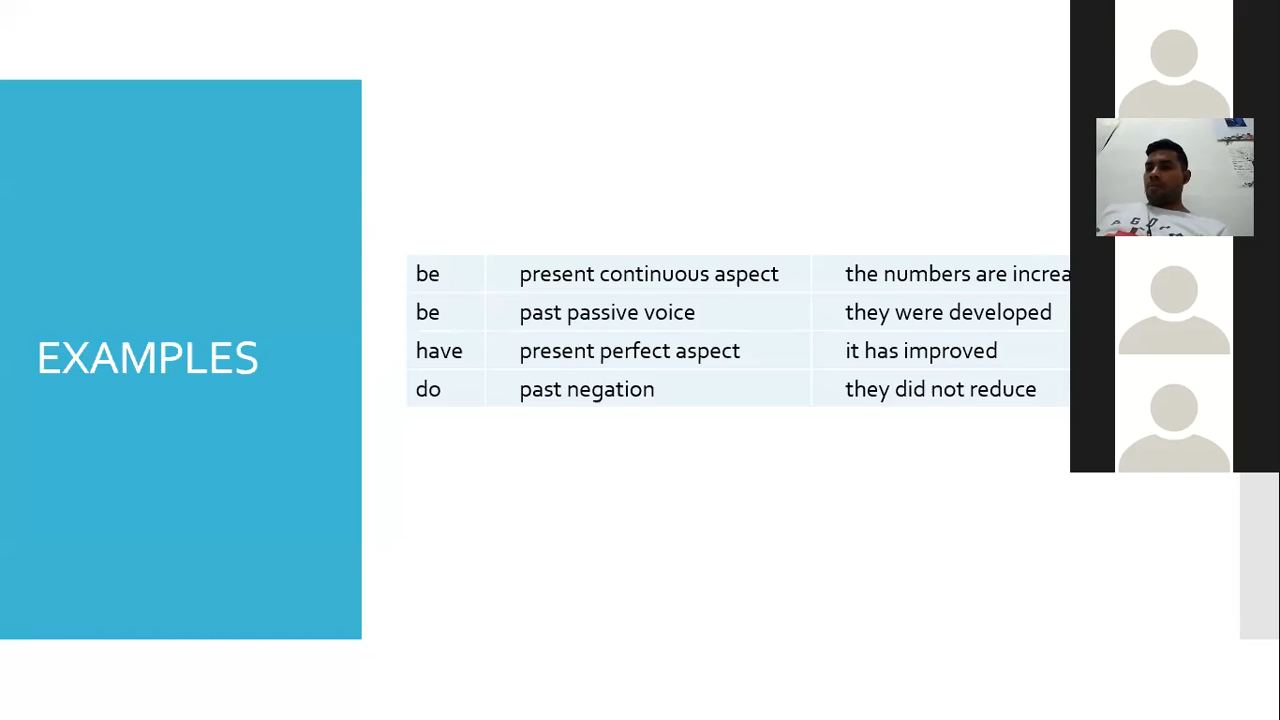 EXAMPLES
be present continuous aspect the numbers are increa
be past passive voice they were developed
have present perfect aspect it has improved
do past negation they did not reduce